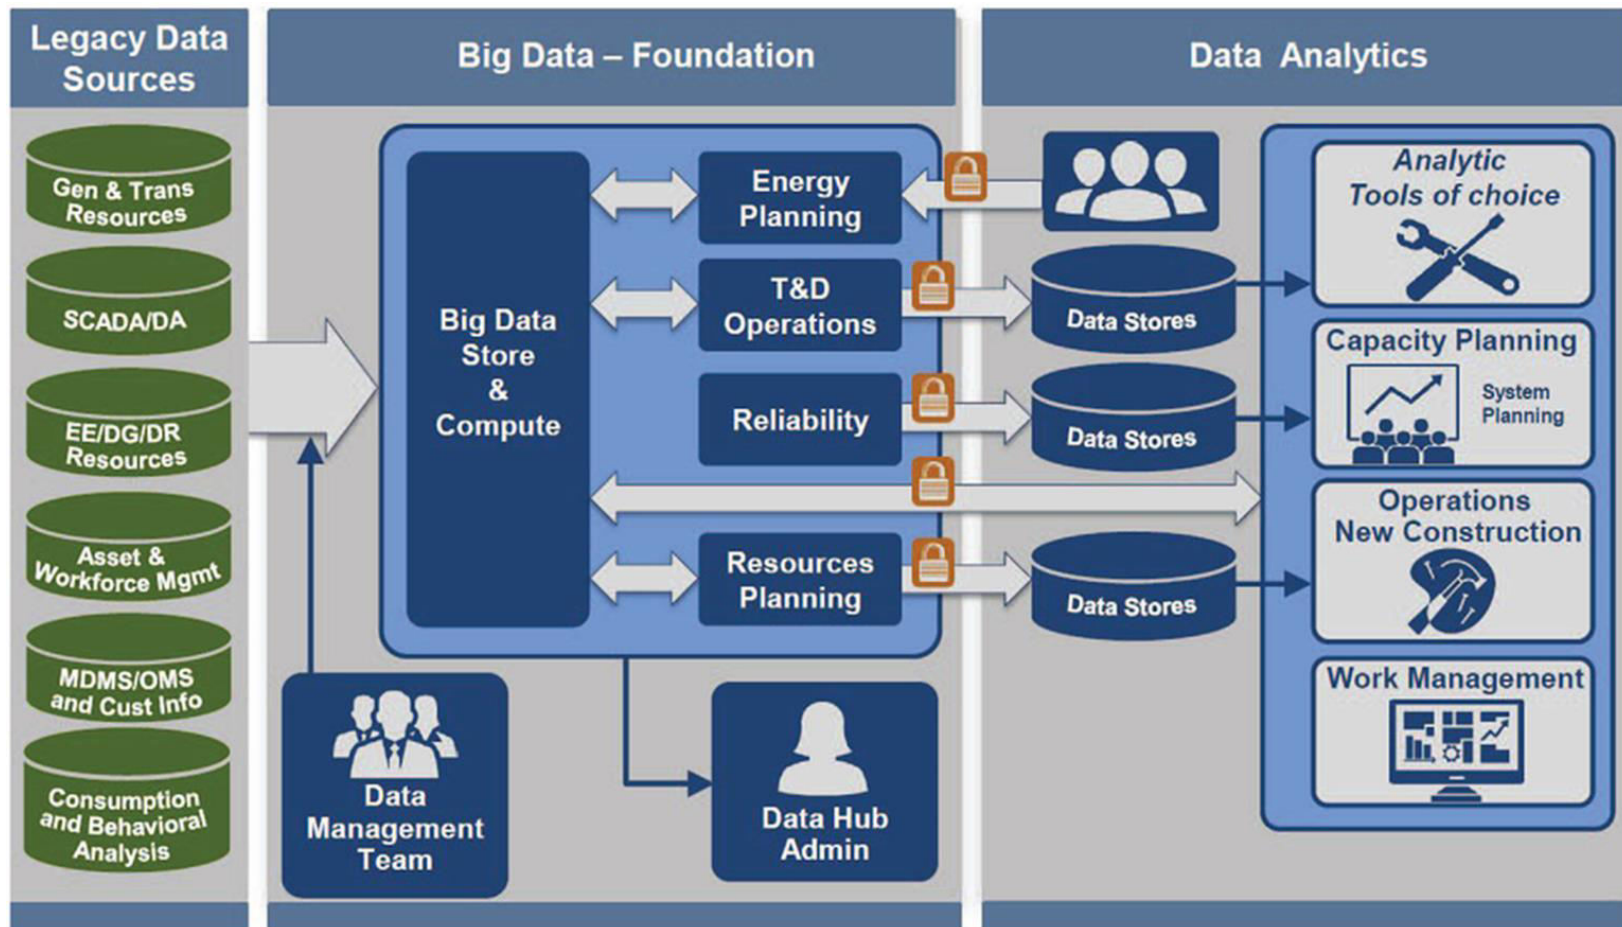 Legacy Data
Sources
Gen & Trans
Resources
SCADA/DA
EE/DG/DR
Resources
Asset &
Workforce Mgmt
MDMS/OMS
and Cust Info
Consumption
and Behavioral
Analysis
Big Data – Foundation
Big Data
Store
&
Compute
Energy
Planning
T&D
Operations
Reliability
Resources
Planning
Data
Management
Team
Data Hub
Admin
Data Analytics
Data Stores
Data Stores
Data Stores
Analytic
Tools of choice
Capacity Planning
System
Planning
Operations
New Construction
Work Management